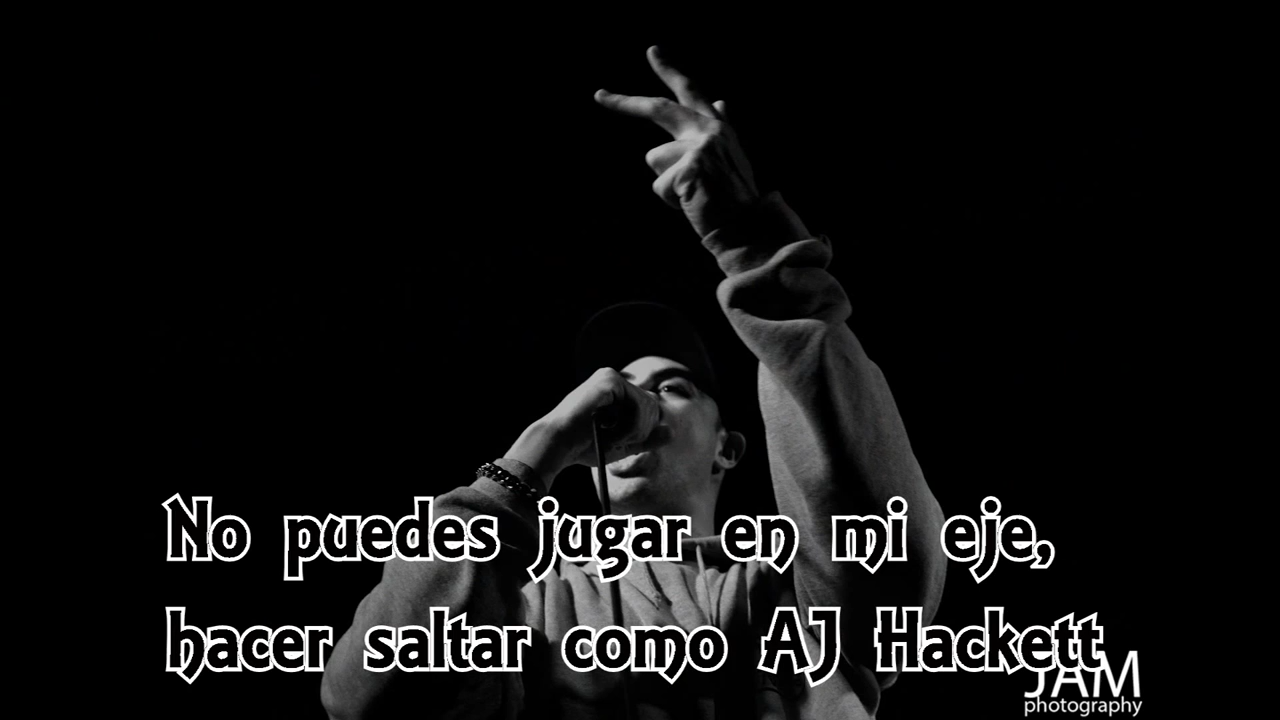 No puedes jugar en mi eje,
hacer saltar como AJ Hackett
JAM
photography